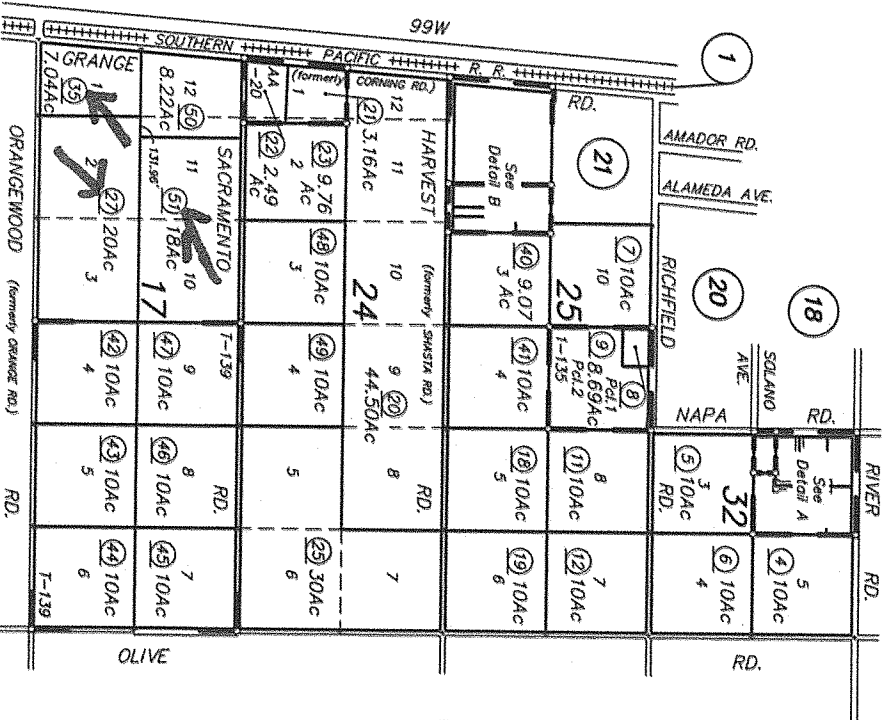 99W
SOUTHERN PACIFIC R. R.
1
GRANGE
1
35
7.04Ac
12
50
8.22Ac
AA
-20
(formerly
1
CORNING RD.)
12
21
3.16Ac
11
HARVEST
(formerly SHASTA RD.)
RD.
22
2.49
Ac
23
9.76
2 Ac
See
Detail B
RD.
21
AMADOR RD.
ALAMEDA AVE.
RICHFIELD
20
18
131.96'
11
51
18Ac
10
SACRAMENTO
RD.
2
27
20Ac
3
17
T-139
48
10Ac
3
10
24
40
9.07
3 Ac
7
10Ac
10
25
42
10Ac
4
47
10Ac
9
49
10Ac
4
9
20
44.50Ac
41
10Ac
4
8
9
Pcl.1
8.69Ac
Pcl.2
T-135
NAPA
RD.
SOLANO
AVE.
RD.
43
10Ac
5
46
10Ac
8
5
8
18
10Ac
5
11
10Ac
8
5
10Ac
3
32
See
Detail A
44
10Ac
6
45
10Ac
7
25
30Ac
6
7
19
10Ac
6
12
10Ac
7
6
10Ac
4
4
10Ac
5
RIVER
RD.
ORANGEWOOD (formerly ORANGE RD.) RD.
T-139
OLIVE
RD.